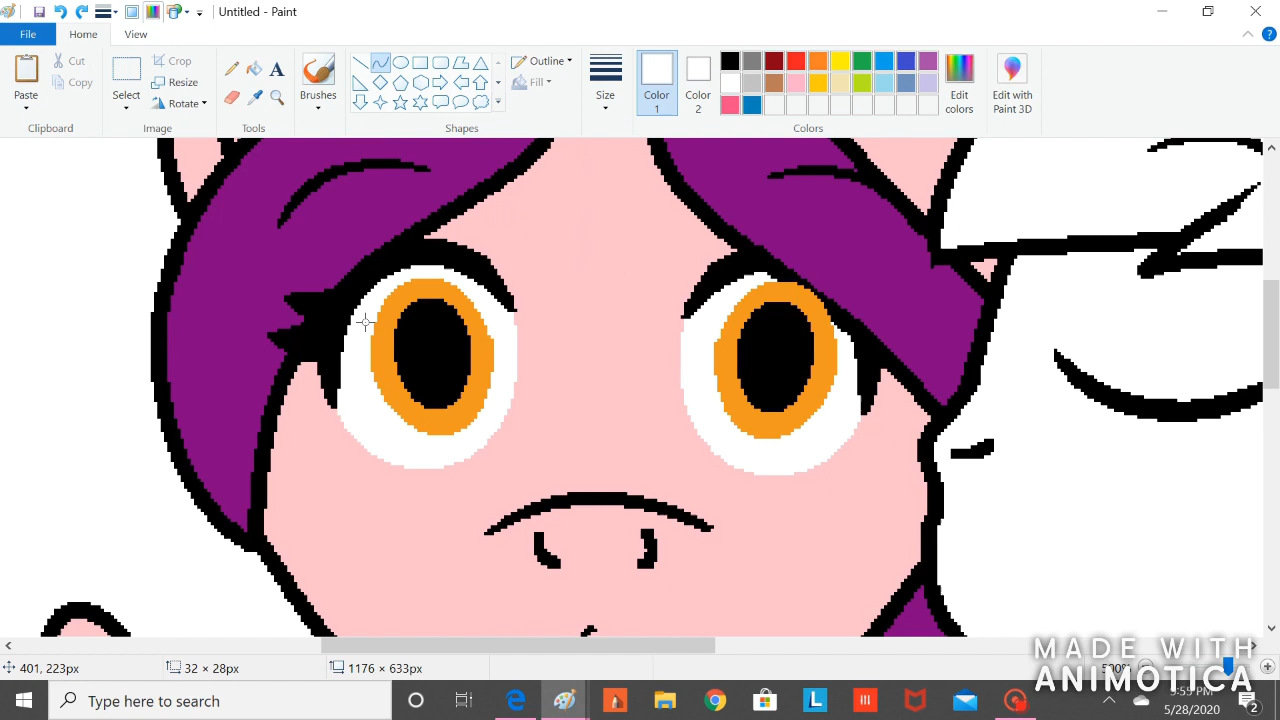 Untitled - Paint
File Home View
Paste
Cut
Copy
Clipboard
Select
Crop
Resize
Rotate
Image
Tools
Brushes
Outline
Fill
Shapes
Size
Color 1
Color 2
Edit colors
Colors
Edit with Paint 3D
401, 223px
32 × 28px
1176 × 633px
MADE WITH
ANIMOTICA
Type here to search
5/28/2020
2